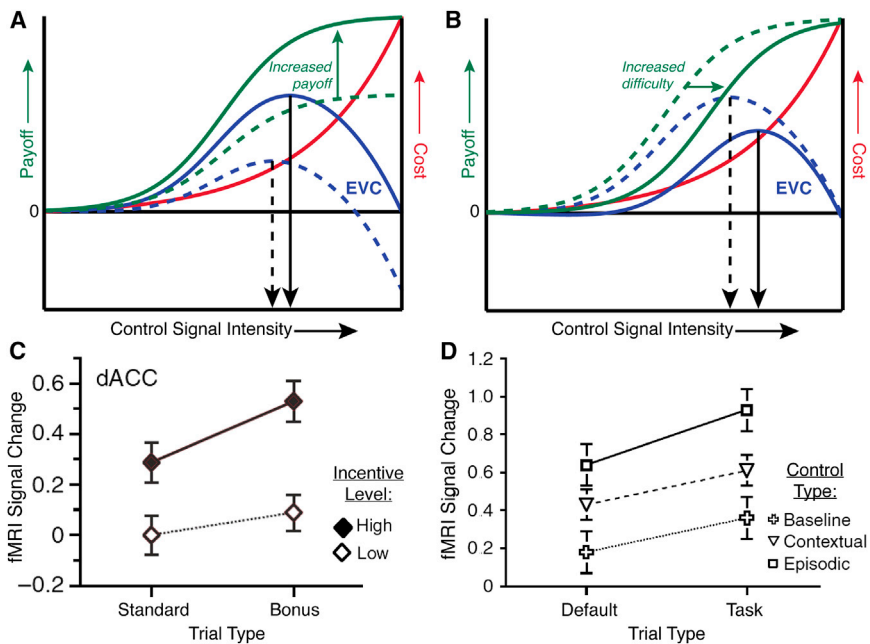 A
Payoff
Increased
payoff
EVC
Cost
0
Control Signal Intensity
B
Payoff
Increased
difficulty
EVC
Cost
0
Control Signal Intensity
C
dACC
fMRI Signal Change
0.6
0.4
0.2
0
−0.2
Standard
Bonus
Trial Type
Incentive
Level:
High
Low
D
fMRI Signal Change
1.2
1.0
0.8
0.6
0.4
0.2
0
Default
Task
Trial Type
Control
Type:
Baseline
Contextual
Episodic